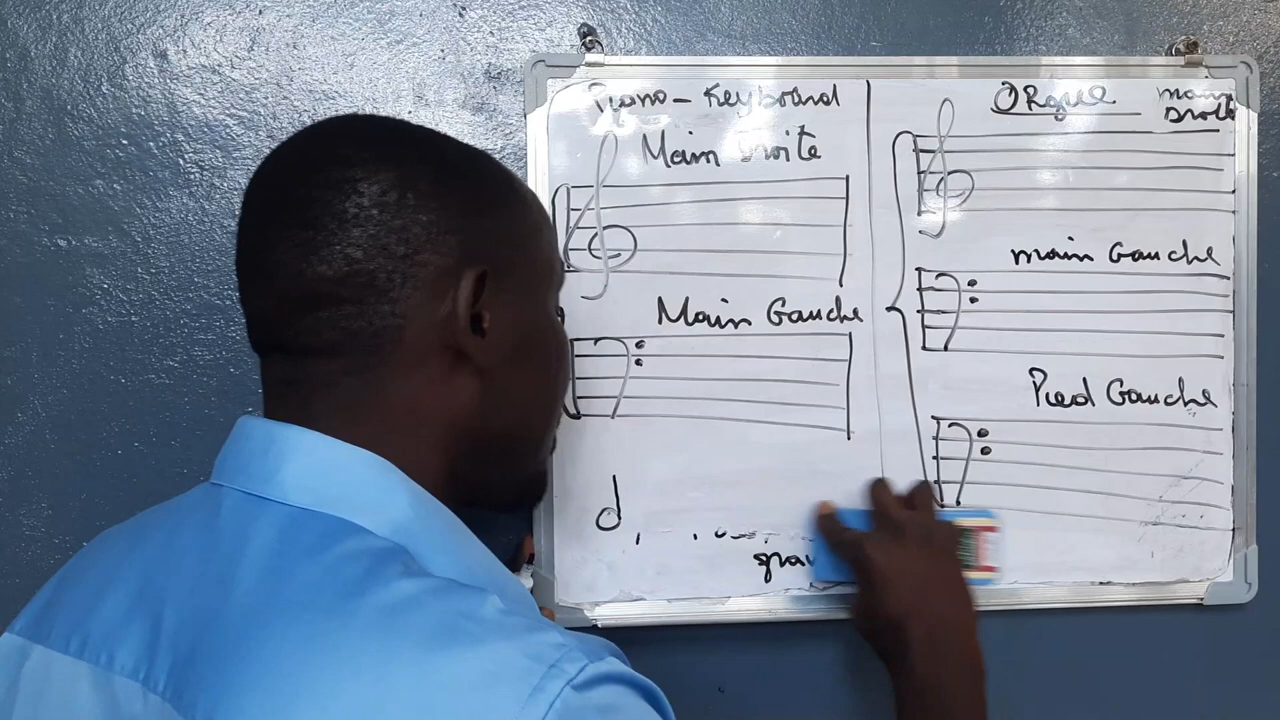 Piano - Keyboard
Main Droite
Main Gauche
ORgue
main
Droite
main Gauche
Pied Gauche